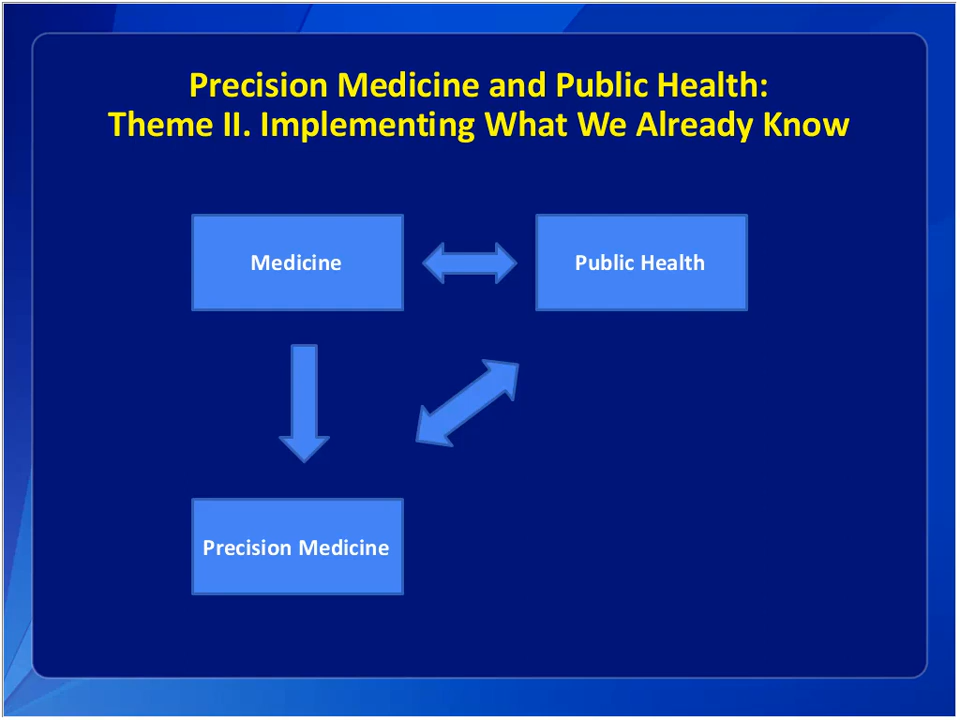 Precision Medicine and Public Health:
Theme II. Implementing What We Already Know
Medicine
Public Health
Precision Medicine